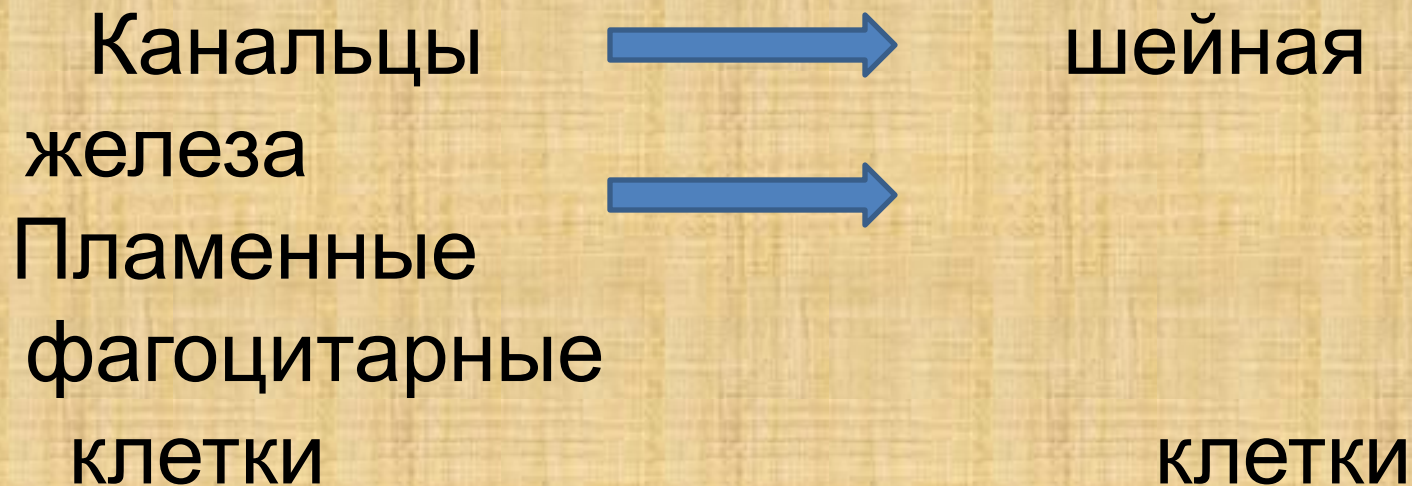 Канальцы шейная
железа
Пламенные
фагоцитарные
клетки клетки